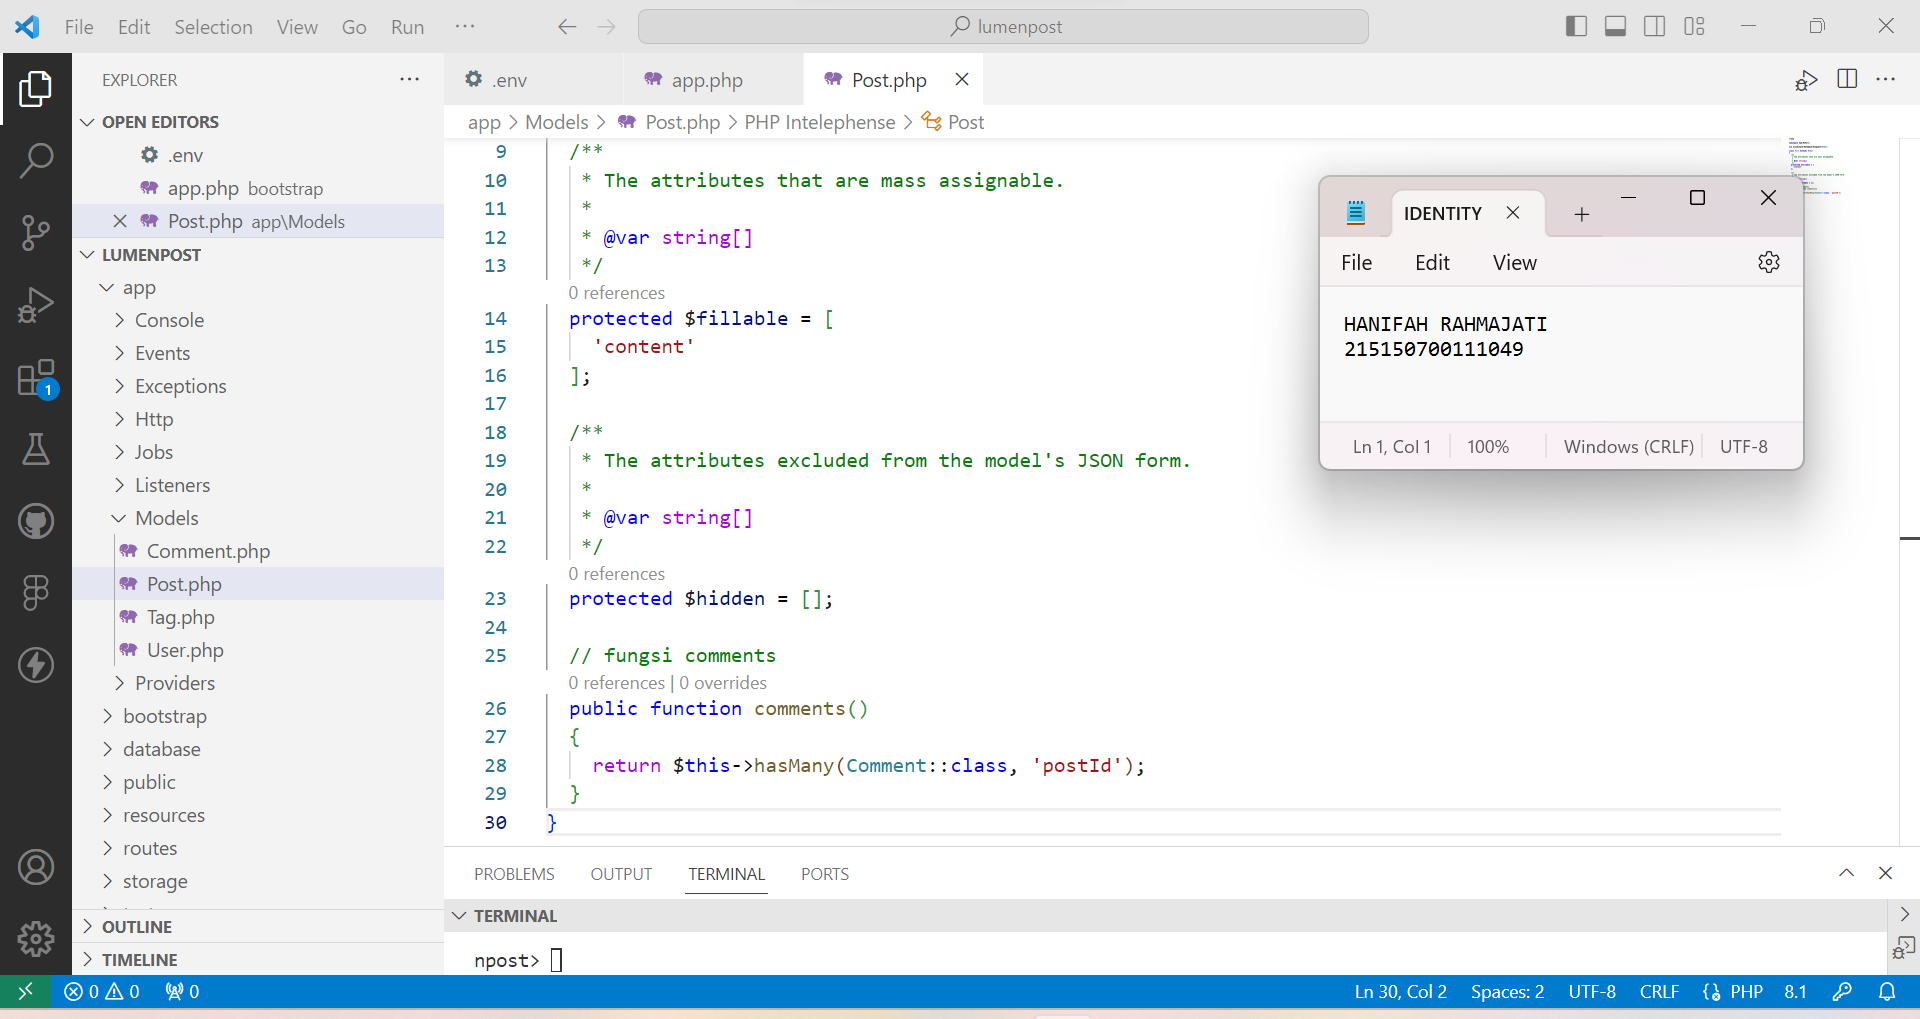 File Edit Selection View Go Run ···
lumenpost
EXPLORER ···
OPEN EDITORS
.env
app.php bootstrap
Post.php app\Models
LUMENPOST
app
Console
Events
Exceptions
Http
Jobs
Listeners
Models
Comment.php
Post.php
Tag.php
User.php
Providers
bootstrap
database
public
resources
routes
storage
OUTLINE
TIMELINE
1
.env
app.php
Post.php
app > Models > Post.php > PHP Intelephense > Post
9 /**
10 * The attributes that are mass assignable.
11 *
12 * @var string[]
13 */
0 references
14 protected $fillable = [
15 'content'
16 ];
17
18 /**
19 * The attributes excluded from the model's JSON form.
20 *
21 * @var string[]
22 */
0 references
23 protected $hidden = [];
24
25 // fungsi comments
0 references | 0 overrides
26 public function comments()
27 {
28 return $this->hasMany(Comment::class, 'postId');
29 }
30 }
IDENTITY
File Edit View
HANIFAH RAHMAJATI
215150700111049
Ln 1, Col 1 100% Windows (CRLF) UTF-8
PROBLEMS OUTPUT TERMINAL PORTS
TERMINAL
npost>
0 0 0
Ln 30, Col 2 Spaces: 2 UTF-8 CRLF PHP 8.1